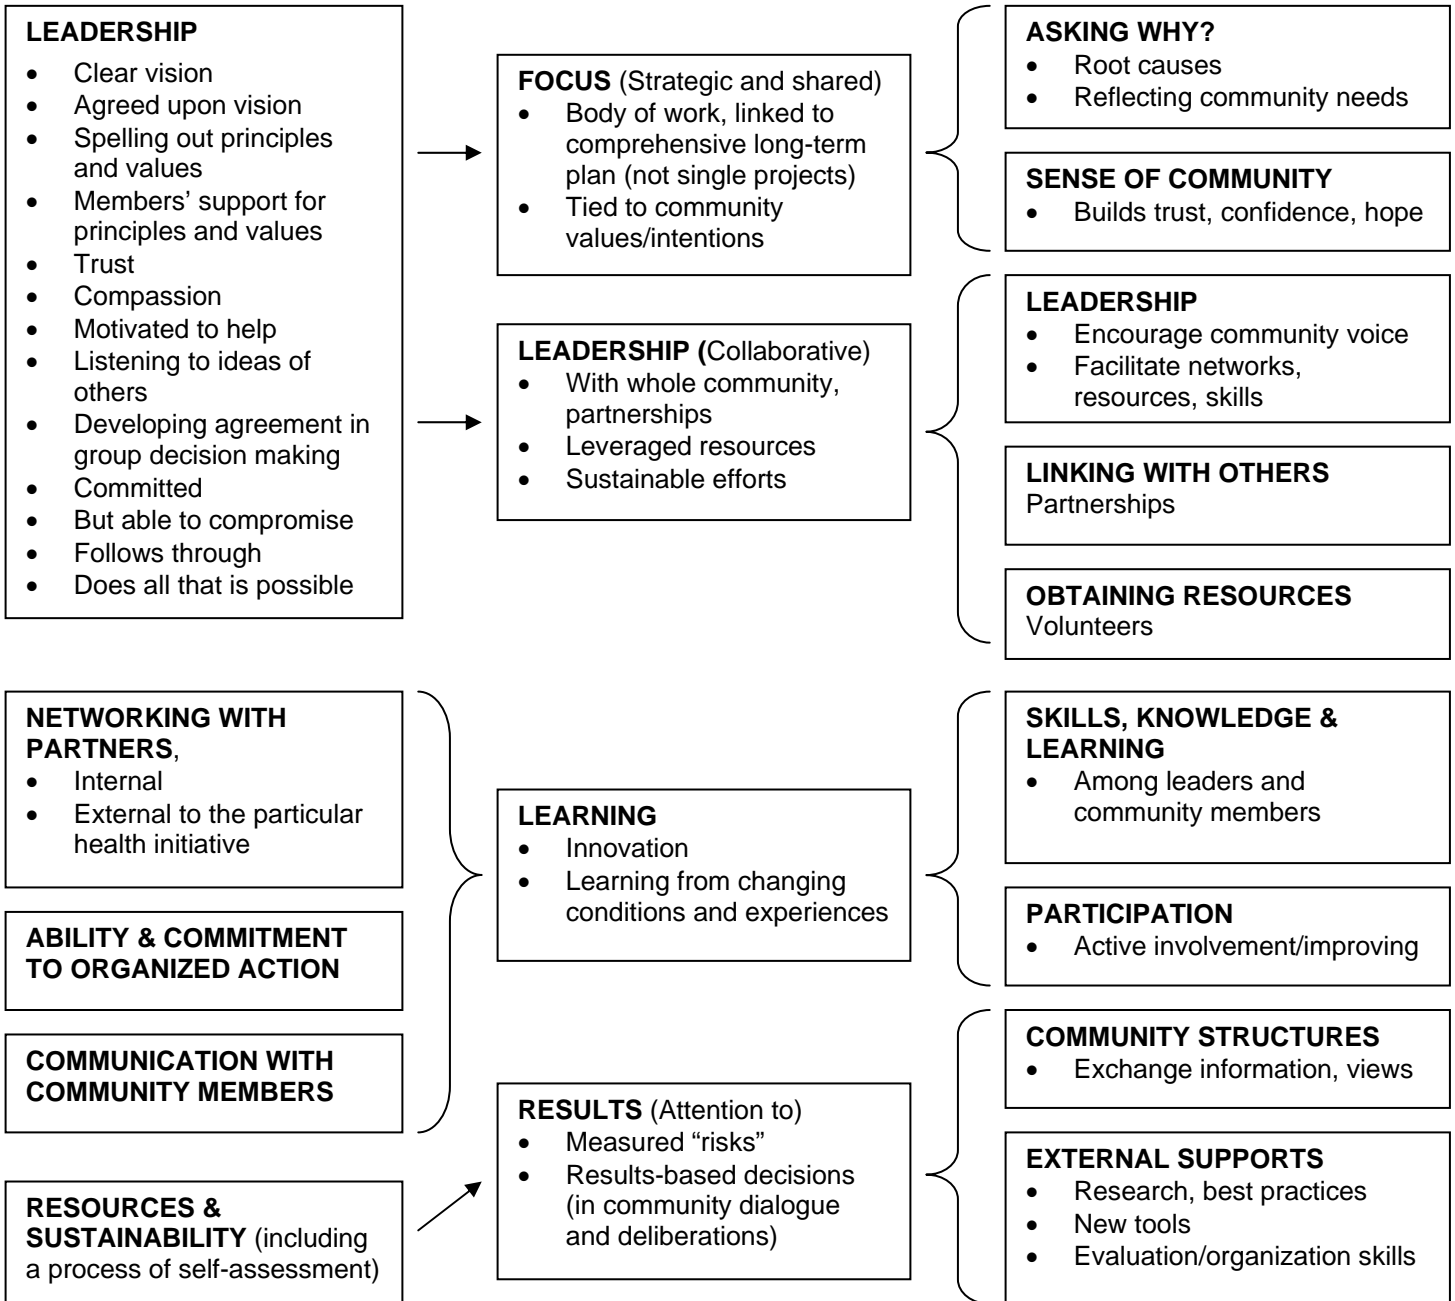 LEADERSHIP
• Clear vision
• Agreed upon vision
• Spelling out principles
and values
• Members’ support for
principles and values
• Trust
• Compassion
• Motivated to help
• Listening to ideas of
others
• Developing agreement in
group decision making
• Committed
• But able to compromise
• Follows through
• Does all that is possible
FOCUS (Strategic and shared)
• Body of work, linked to
comprehensive long-term
plan (not single projects)
• Tied to community
values/intentions
LEADERSHIP (Collaborative)
• With whole community,
partnerships
• Leveraged resources
• Sustainable efforts
ASKING WHY?
• Root causes
• Reflecting community needs
SENSE OF COMMUNITY
• Builds trust, confidence, hope
LEADERSHIP
• Encourage community voice
• Facilitate networks,
resources, skills
LINKING WITH OTHERS
Partnerships
OBTAINING RESOURCES
Volunteers
NETWORKING WITH
PARTNERS,
• Internal
• External to the particular
health initiative
ABILITY & COMMITMENT
TO ORGANIZED ACTION
COMMUNICATION WITH
COMMUNITY MEMBERS
RESOURCES &
SUSTAINABILITY (including
a process of self-assessment)
LEARNING
• Innovation
• Learning from changing
conditions and experiences
RESULTS (Attention to)
• Measured “risks”
• Results-based decisions
(in community dialogue
and deliberations)
SKILLS, KNOWLEDGE &
LEARNING
• Among leaders and
community members
PARTICIPATION
• Active involvement/improving
COMMUNITY STRUCTURES
• Exchange information, views
EXTERNAL SUPPORTS
• Research, best practices
• New tools
• Evaluation/organization skills